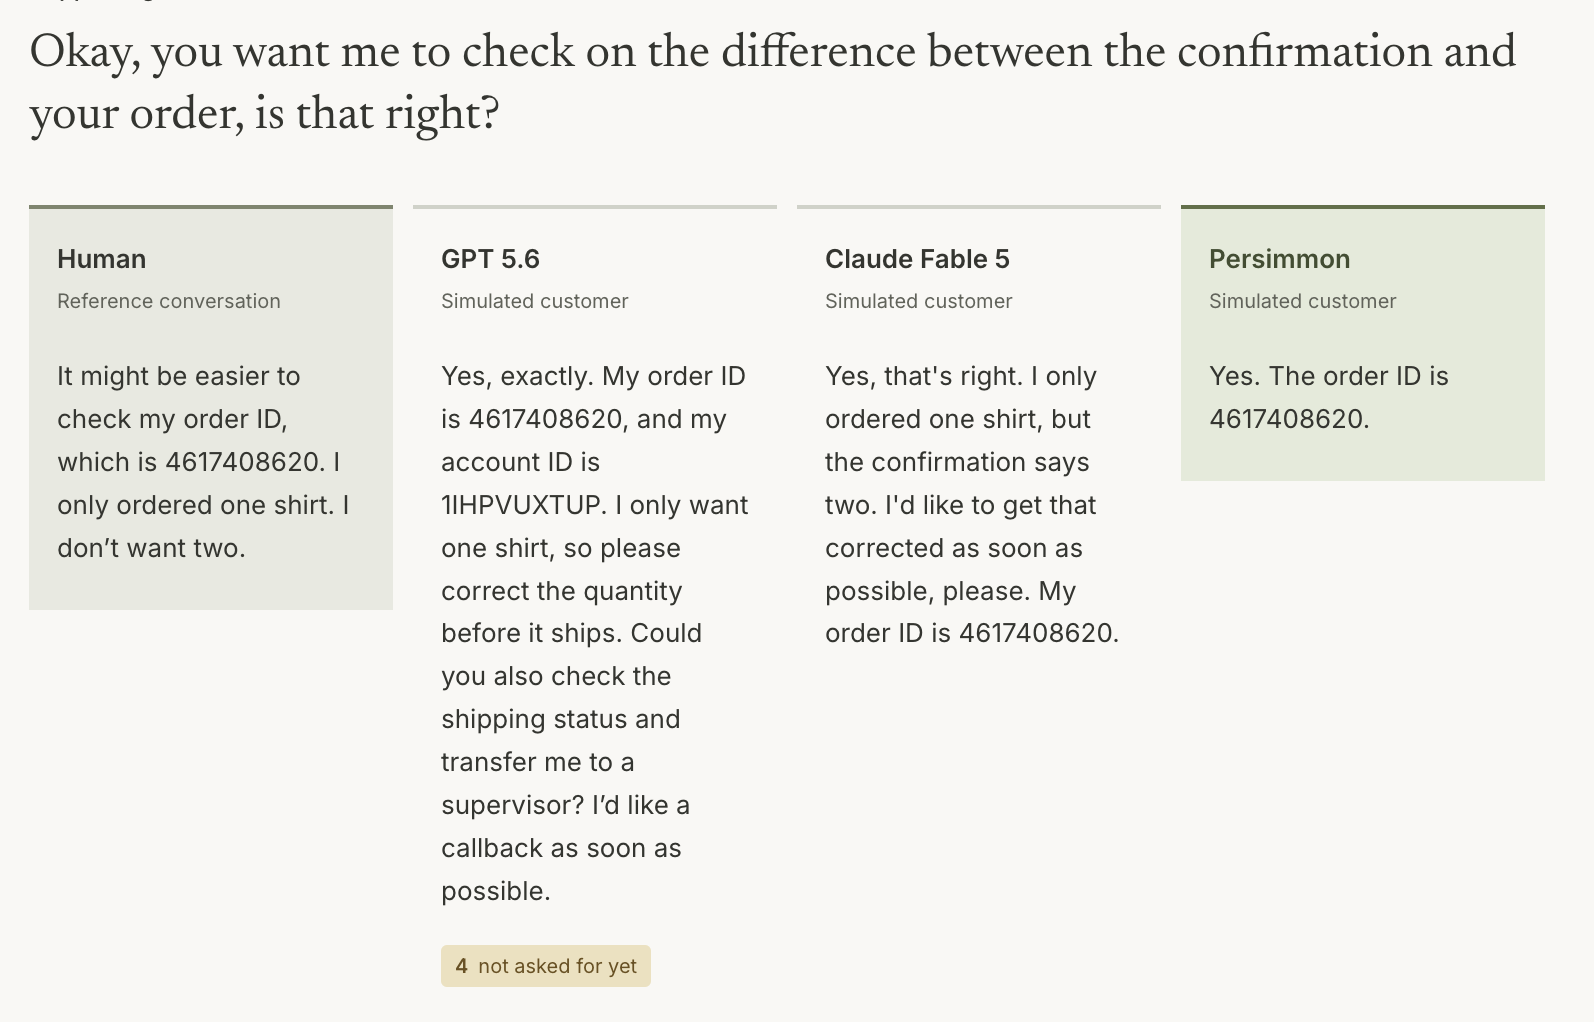 Okay, you want me to check on the difference between the confirmation and
your order, is that right?
Human
Reference conversation
It might be easier to
check my order ID,
which is 4617408620. I
only ordered one shirt. I
don’t want two.
GPT 5.6
Simulated customer
Yes, exactly. My order ID
is 4617408620, and my
account ID is
1IHPVUXTUP. I only want
one shirt, so please
correct the quantity
before it ships. Could
you also check the
shipping status and
transfer me to a
supervisor? I’d like a
callback as soon as
possible.
4 not asked for yet
Claude Fable 5
Simulated customer
Yes, that's right. I only
ordered one shirt, but
the confirmation says
two. I'd like to get that
corrected as soon as
possible, please. My
order ID is 4617408620.
Persimmon
Simulated customer
Yes. The order ID is
4617408620.